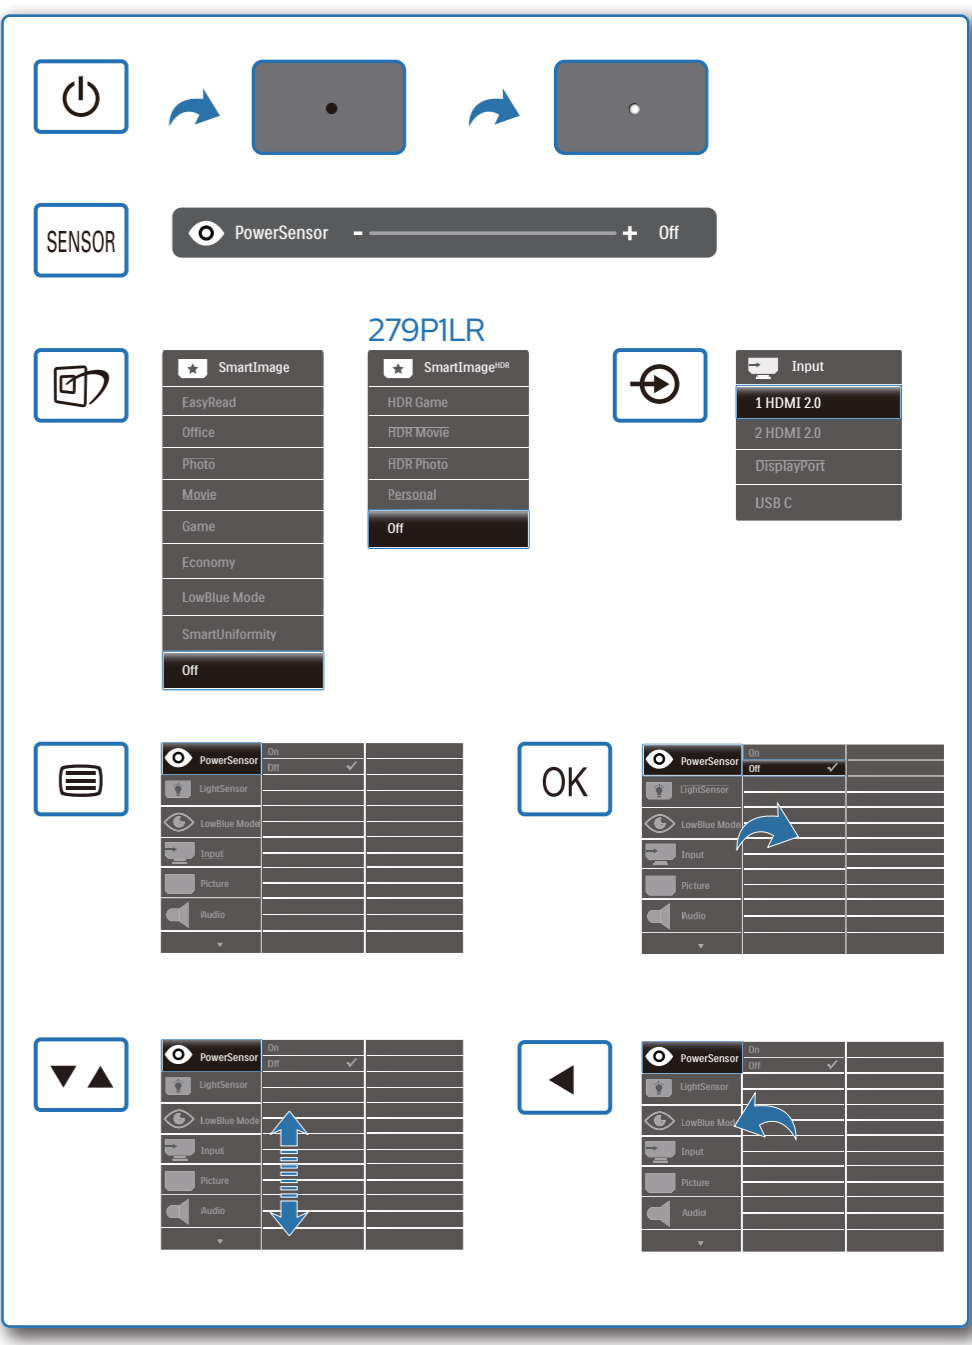 SENSOR
PowerSensor - + Off
279P1LR
SmartImage
EasyRead
Office
Photo
Movie
Game
Economy
LowBlue Mode
SmartUniformity
Off
SmartImageHDR
HDR Game
HDR Movie
HDR Photo
Personal
Off
Input
1 HDMI 2.0
2 HDMI 2.0
DisplayPort
USB C
PowerSensor
LightSensor
LowBlue Mode
Input
Picture
Audio
On
Off ✓
OK
PowerSensor
LightSensor
LowBlue Mode
Input
Picture
Audio
On
Off ✓
PowerSensor
LightSensor
LowBlue Mode
Input
Picture
Audio
On
Off ✓
PowerSensor
LightSensor
LowBlue Mod
Input
Picture
Audio
On
Off ✓